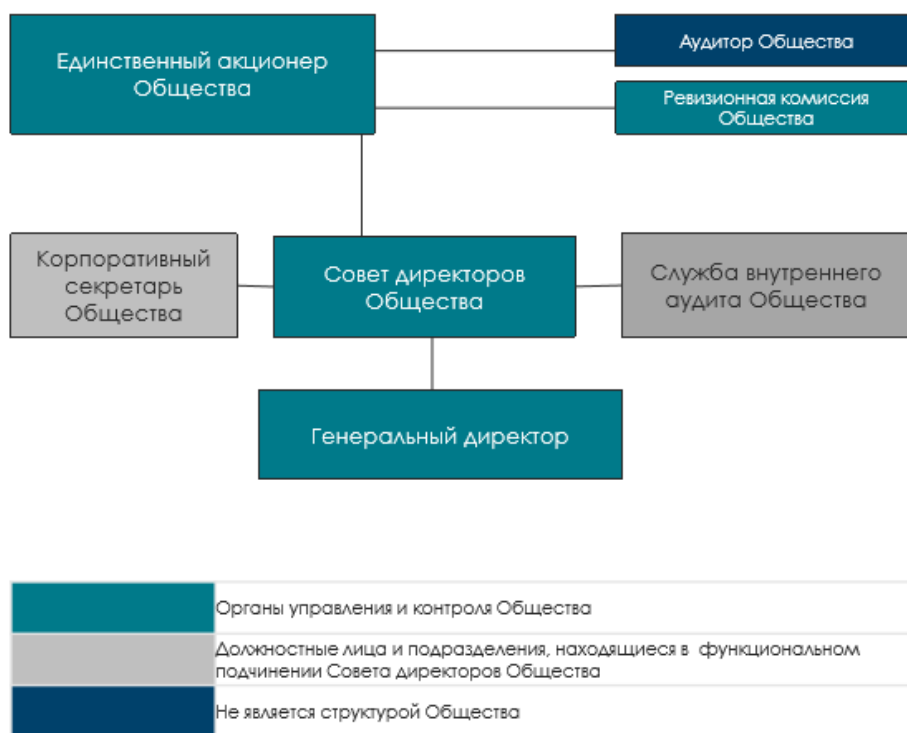 Единственный акционер
Общества
Аудитор Общества
Ревизионная комиссия
Общества
Корпоративный
секретарь
Общества
Совет директоров
Общества
Служба внутреннего
аудита Общества
Генеральный директор
Органы управления и контроля Общества
Должностные лица и подразделения, находящиеся в функциональном
подчинении Совета директоров Общества
Не является структурой Общества